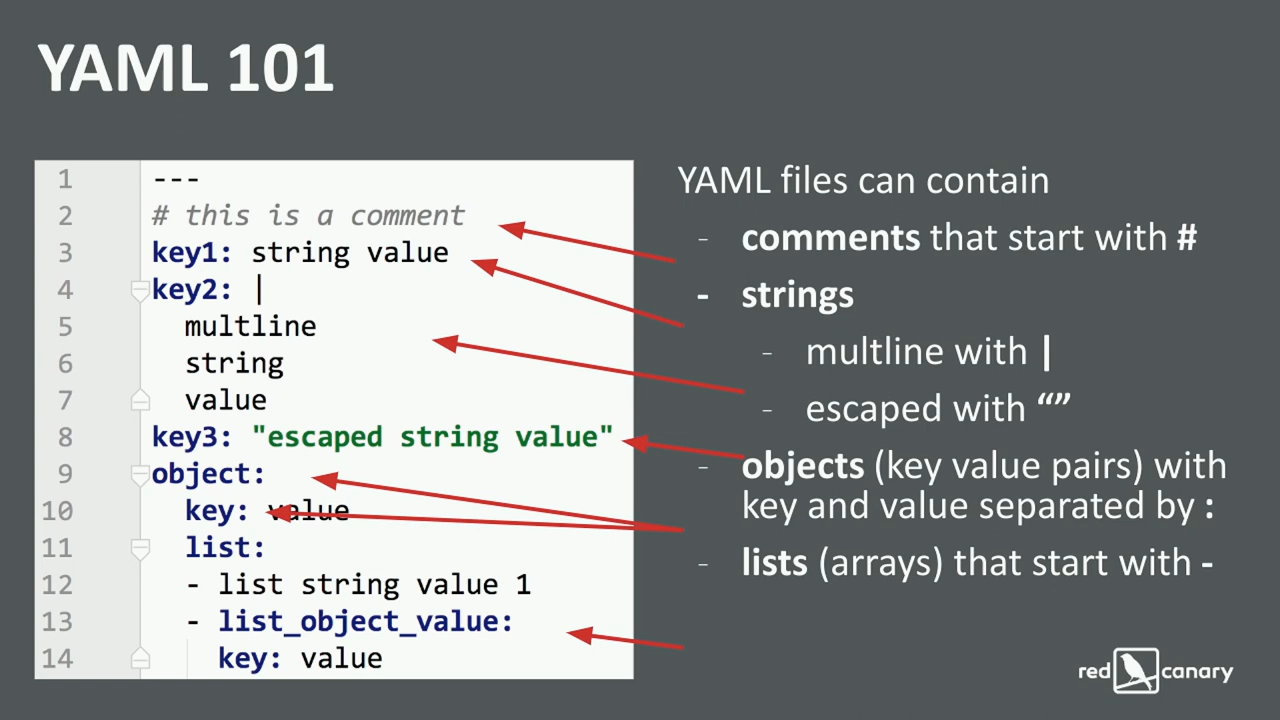 YAML 101
1 ---
2 # this is a comment
3 key1: string value
4 key2: |
5 multline
6 string
7 value
8 key3: "escaped string value"
9 object:
10 key: value
11 list:
12 - list string value 1
13 - list_object_value:
14 key: value
YAML files can contain
- comments that start with #
- strings
- multline with |
- escaped with “”
- objects (key value pairs) with
key and value separated by :
- lists (arrays) that start with -
red canary